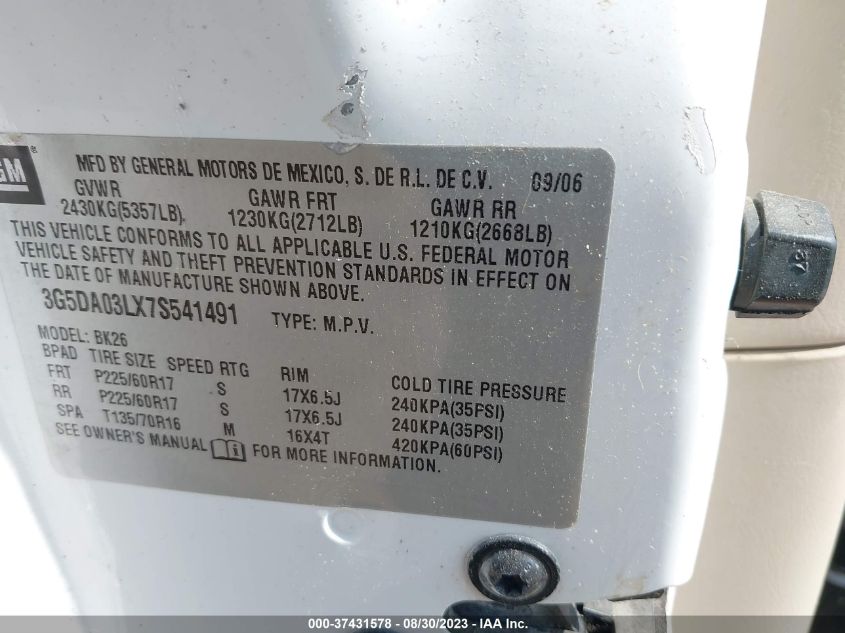 GM®
MFD BY GENERAL MOTORS DE MEXICO, S. DE R.L. DE C.V. 09/06
GVWR GAWR FRT GAWR RR
2430KG(5357LB) 1230KG(2712LB) 1210KG(2668LB)
THIS VEHICLE CONFORMS TO ALL APPLICABLE U.S. FEDERAL MOTOR
VEHICLE SAFETY AND THEFT PREVENTION STANDARDS IN EFFECT ON
THE DATE OF MANUFACTURE SHOWN ABOVE.
3G5DA03LX7S541491 TYPE: M.P.V.
MODEL: BK26
BPAD TIRE SIZE SPEED RTG RIM COLD TIRE PRESSURE
FRT P225/60R17 S 17X6.5J 240KPA(35PSI)
RR P225/60R17 S 17X6.5J 240KPA(35PSI)
SPA T135/70R16 M 16X4T 420KPA(60PSI)
SEE OWNER'S MANUAL FOR MORE INFORMATION.
000-37431578 - 08/30/2023 - IAA Inc.